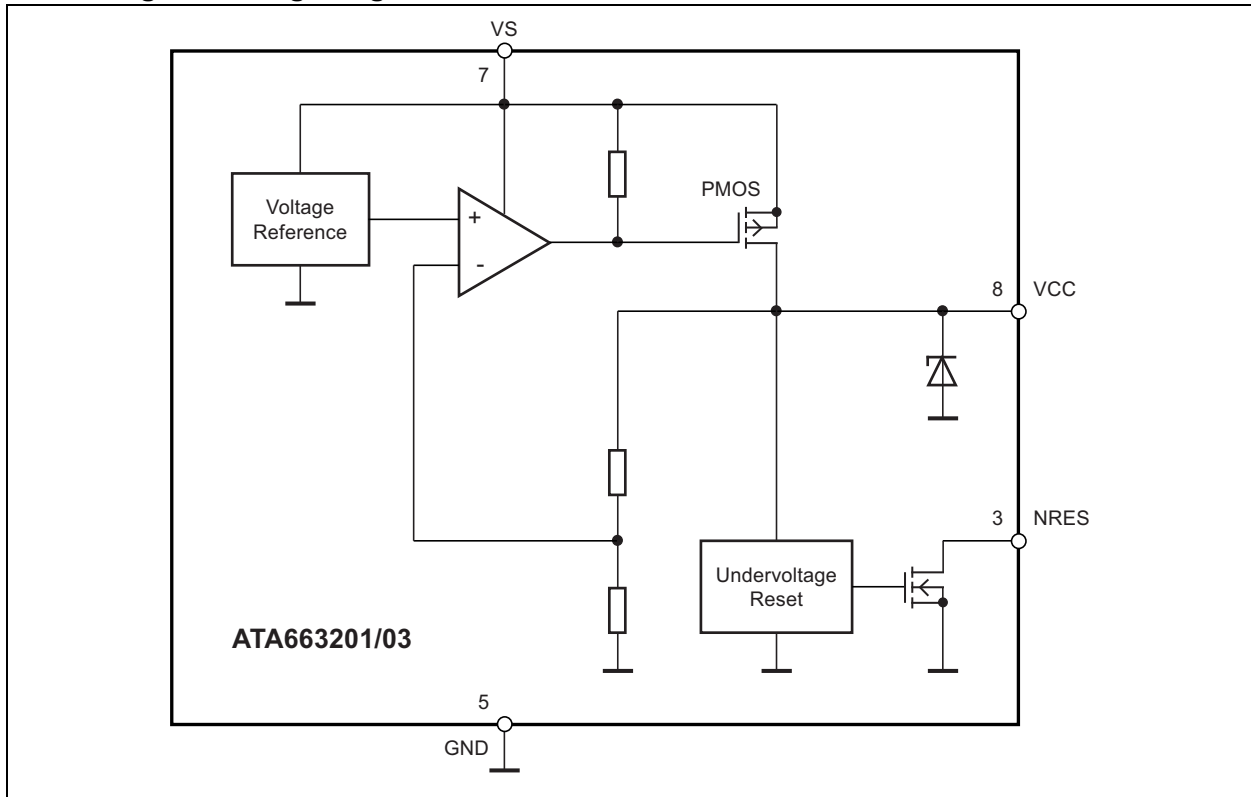 VS
7
Voltage
Reference
+
-
PMOS
8
VCC
3
NRES
Undervoltage
Reset
ATA663201/03
5
GND